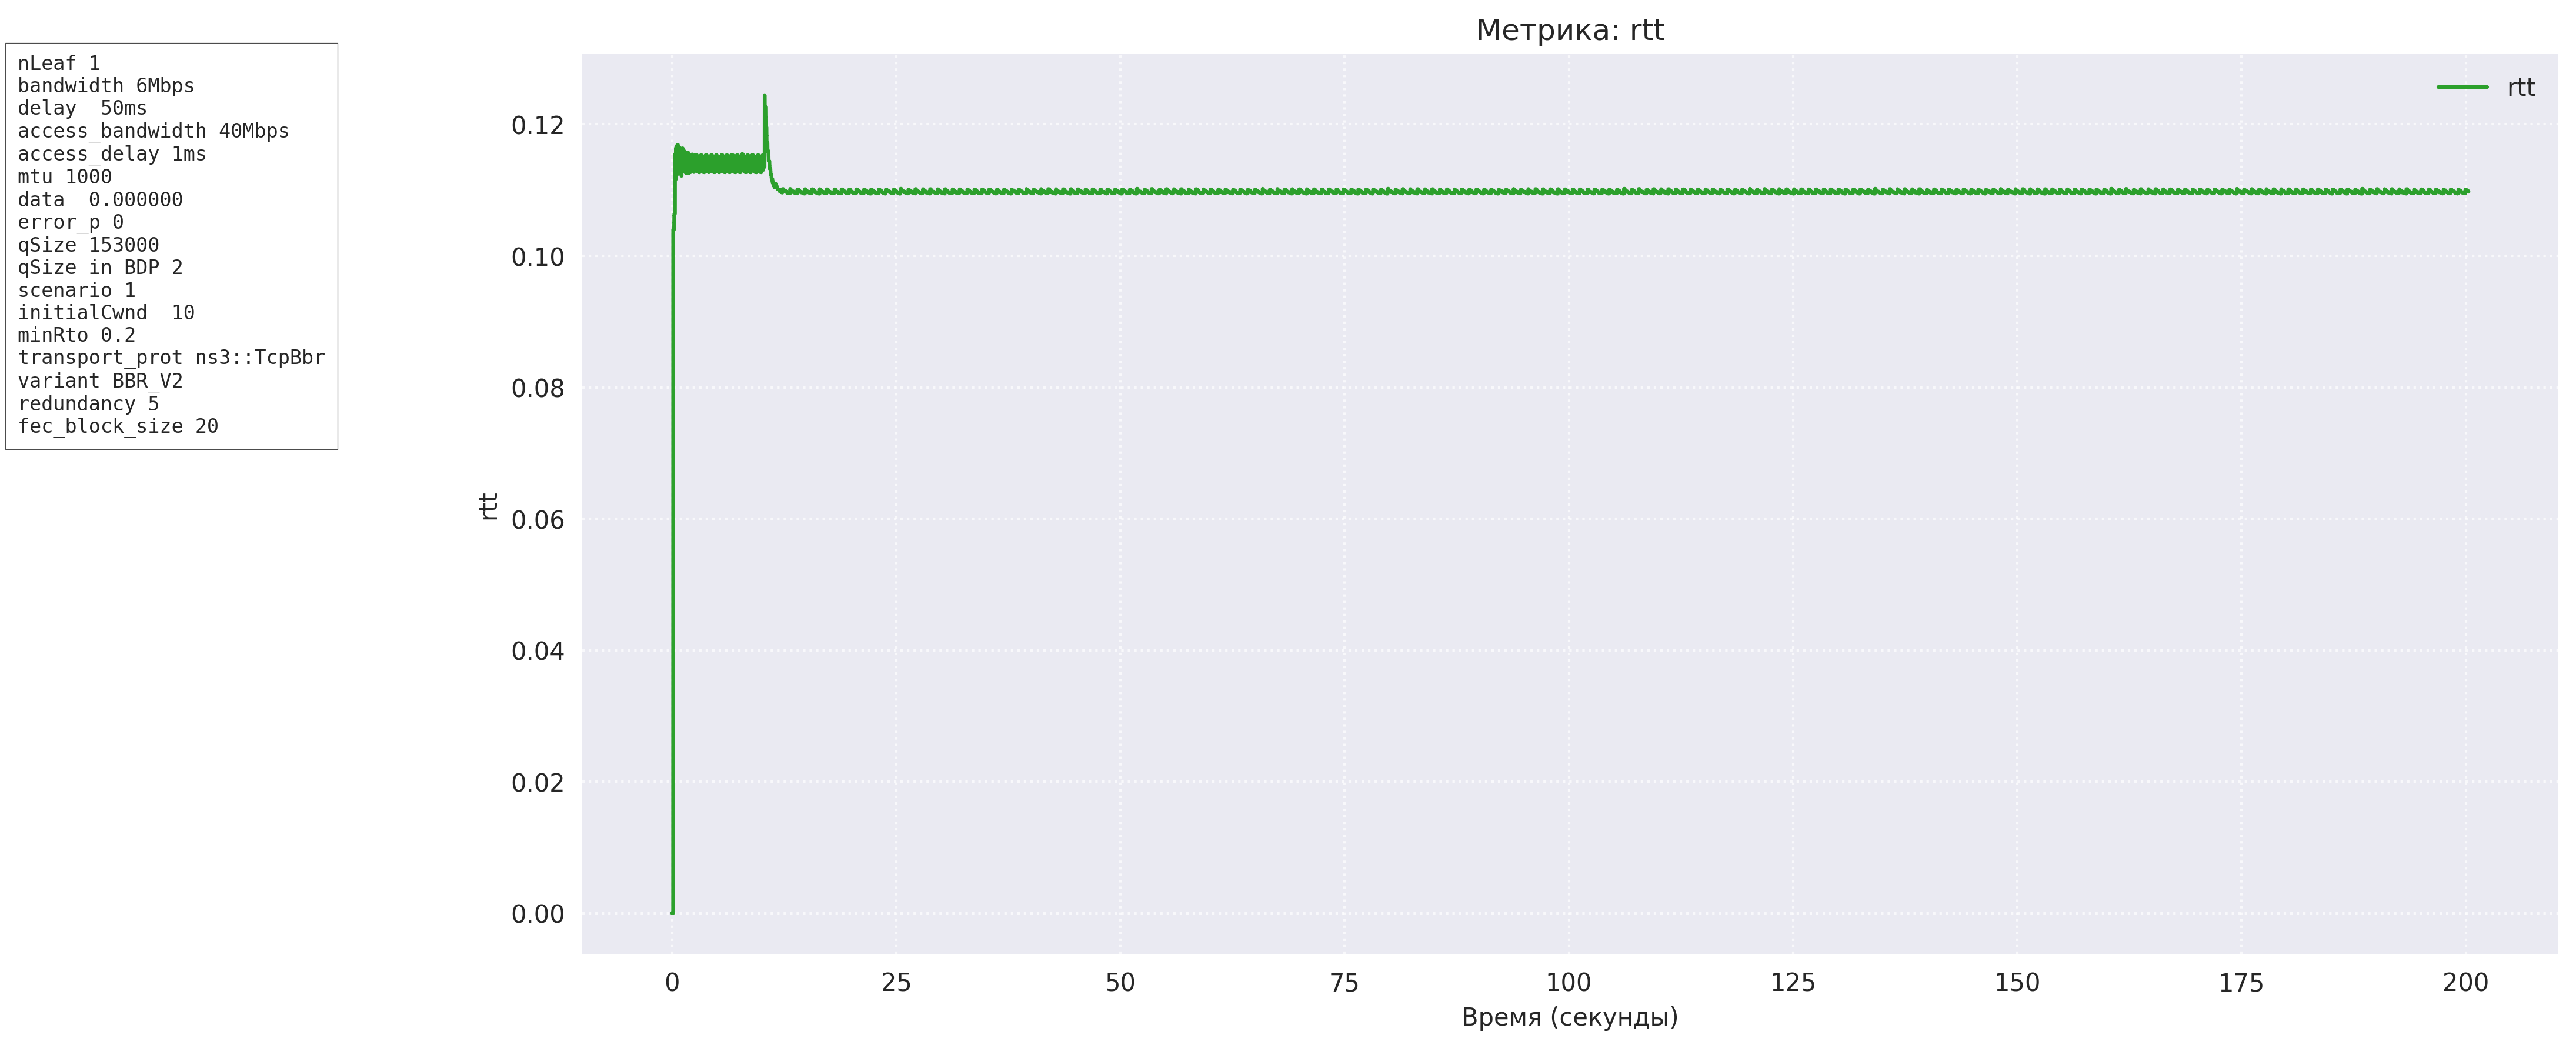 Метрика: rtt
nLeaf 1
bandwidth 6Mbps
delay  50ms
access_bandwidth 40Mbps
access_delay 1ms
mtu 1000
data  0.000000
error_p 0
qSize 153000
qSize in BDP 2
scenario 1
initialCwnd  10
minRto 0.2
transport_prot ns3::TcpBbr
variant BBR_V2
redundancy 5
fec_block_size 20
rtt
0.12
0.10
0.08
0.06
0.04
0.02
0.00
rtt
0 25 50 75 100 125 150 175 200
Время (секунды)